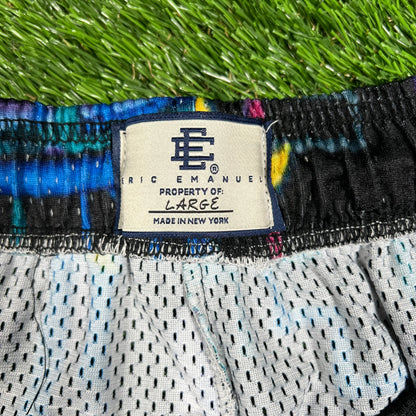 EE®
ERIC EMANUEL
PROPERTY OF:
LARGE
MADE IN NEW YORK